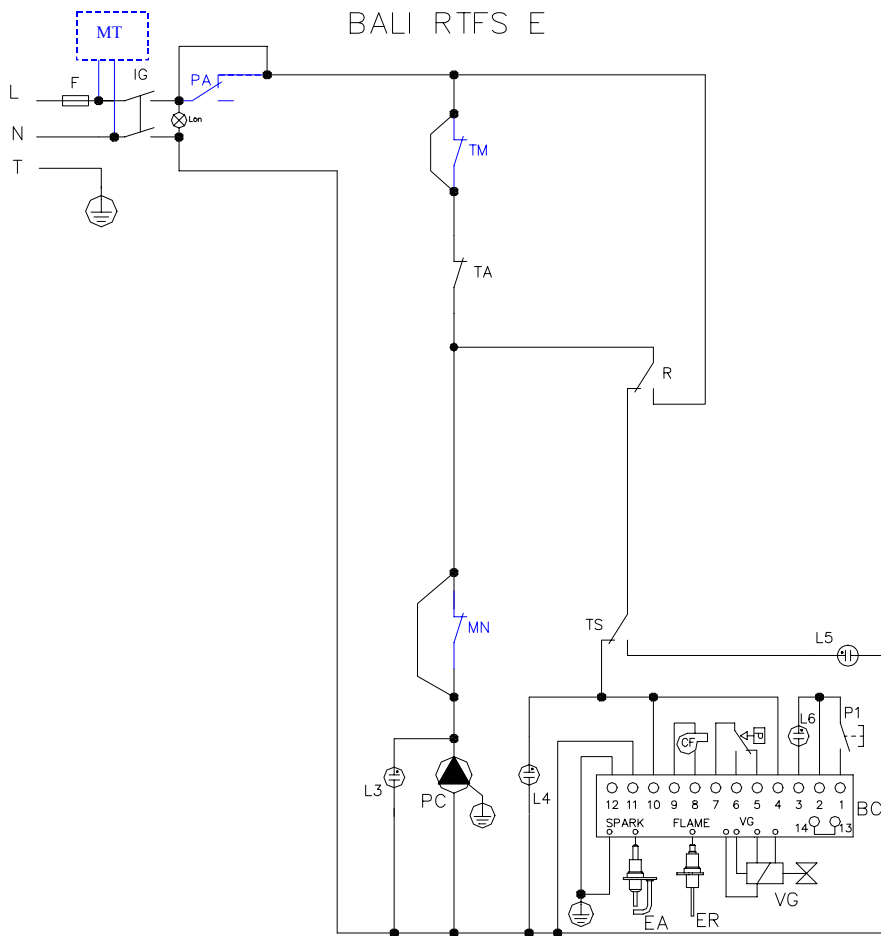 BALI RTFS E
MT
L
F
IG
PA
Lon
N
T
TM
TA
R
MN
TS
L5
L6
P1
CF
P
L3
PC
L4
12 11 10 9 8 7 6 5 4 3 2 1
BC
SPARK FLAME VG 14 13
EA
ER
VG